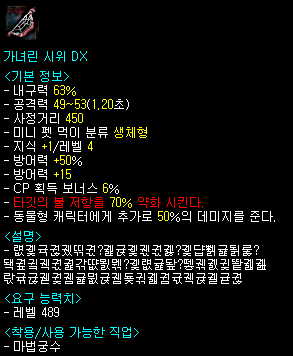 가녀린 시위 DX
<기본 정보>
- 내구력 63%
- 공격력 49~53(1.20초)
- 사정거리 450
- 미니 펫 먹이 분류 생체형
- 지식 +1/레벨 4
- 방어력 +50%
- 방어력 +15
- CP 획득 보너스 6%
- 타깃의 불 저항을 70% 약화 시킨다.
- 동물형 캐릭터에게 추가로 50%의 데미지를 준다.
<설명>
<요구 능력치>
- 레벨 489
<착용/사용 가능한 직업>
- 마법궁수